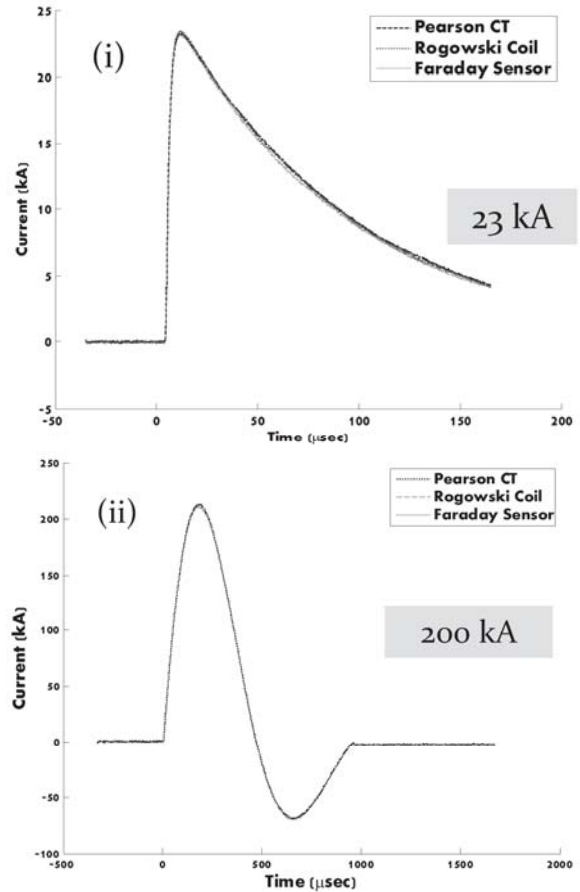 (i)
Pearson CT
Rogowski Coil
Faraday Sensor
23 kA
Current (kA)
25
20
15
10
5
0
-5
-50
0
50
100
150
200
Time (μsec)
(ii)
Pearson CT
Rogowski Coil
Faraday Sensor
200 kA
Current (kA)
250
200
150
100
50
0
-50
-100
-500
0
500
1000
1500
2000
Time (μsec)